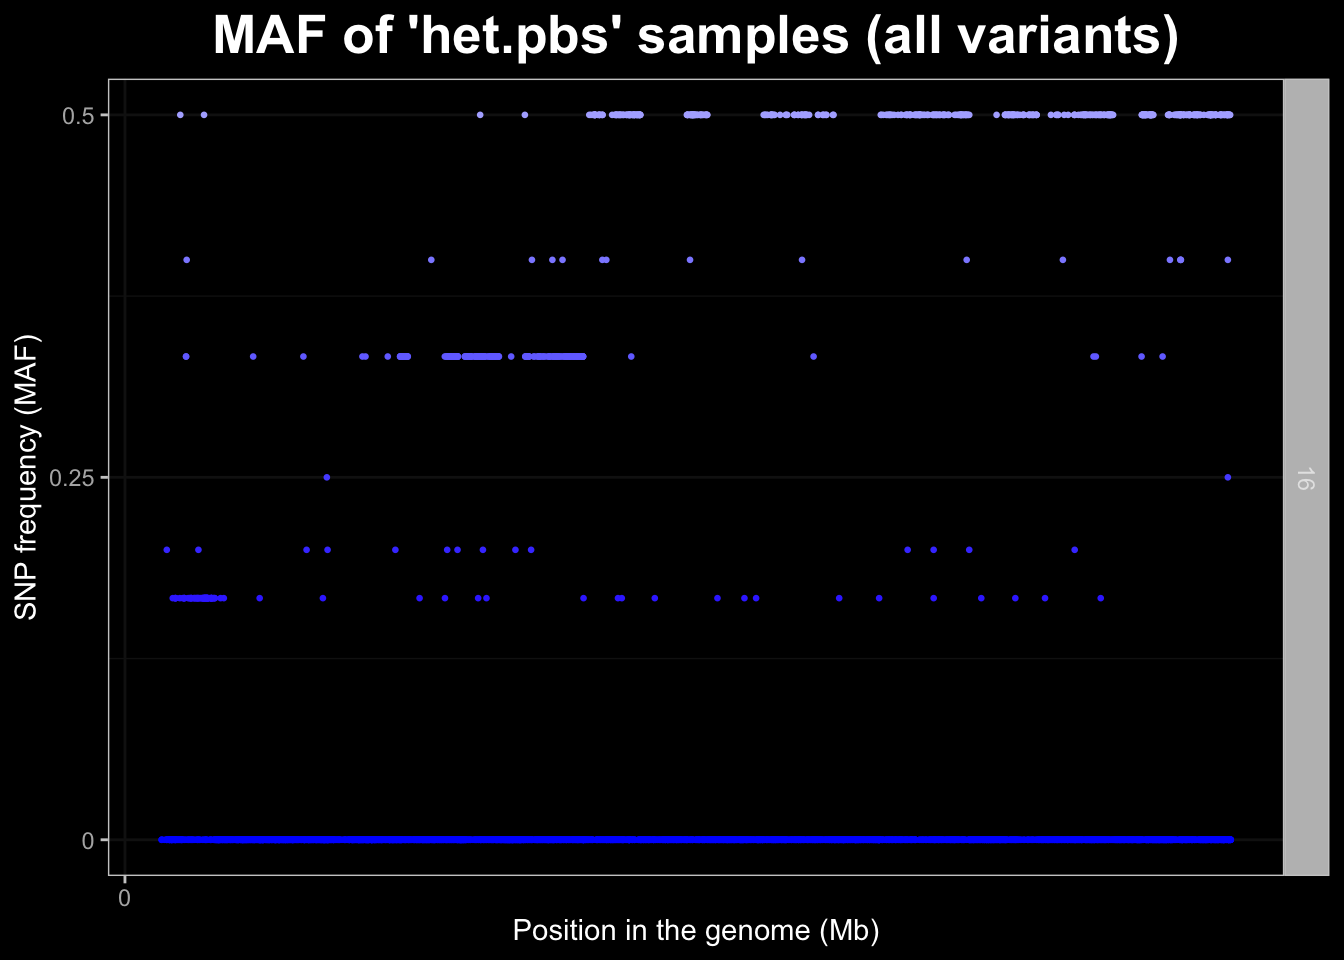 MAF of 'het.pbs' samples (all variants)
SNP frequency (MAF)
0.5
0.25
0
16
0
Position in the genome (Mb)